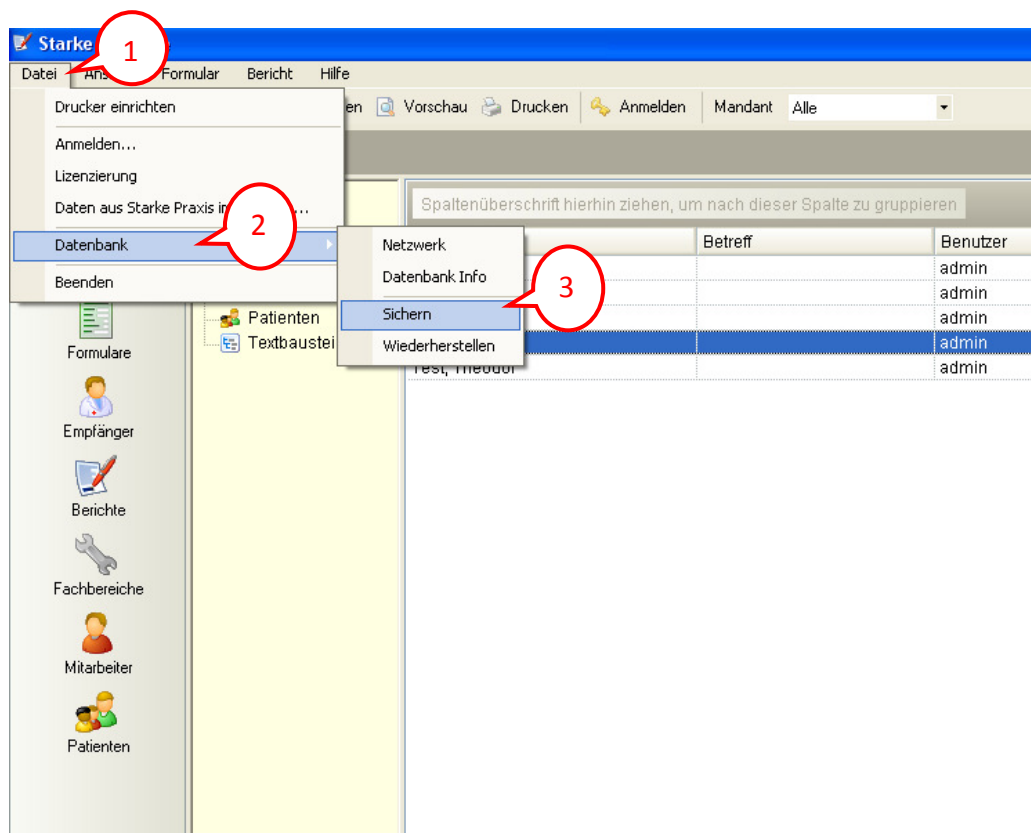 Starke
1
Datei Formular Bericht Hilfe
Drucker einrichten
en Vorschau Drucken Anmelden Mandant Alle
Anmelden...
Lizenzierung
Daten aus Starke Praxis ...
2
Spaltenüberschrift hierhin ziehen, um nach dieser Spalte zu gruppieren
Datenbank
Netzwerk
Betreff Benutzer
Datenbank Info
3
admin
Beenden
admin
Patienten
Sichern
admin
Textbaustei
Wiederherstellen
admin
Formulare
Test, Theodor
admin
Empfänger
Berichte
Fachbereiche
Mitarbeiter
Patienten